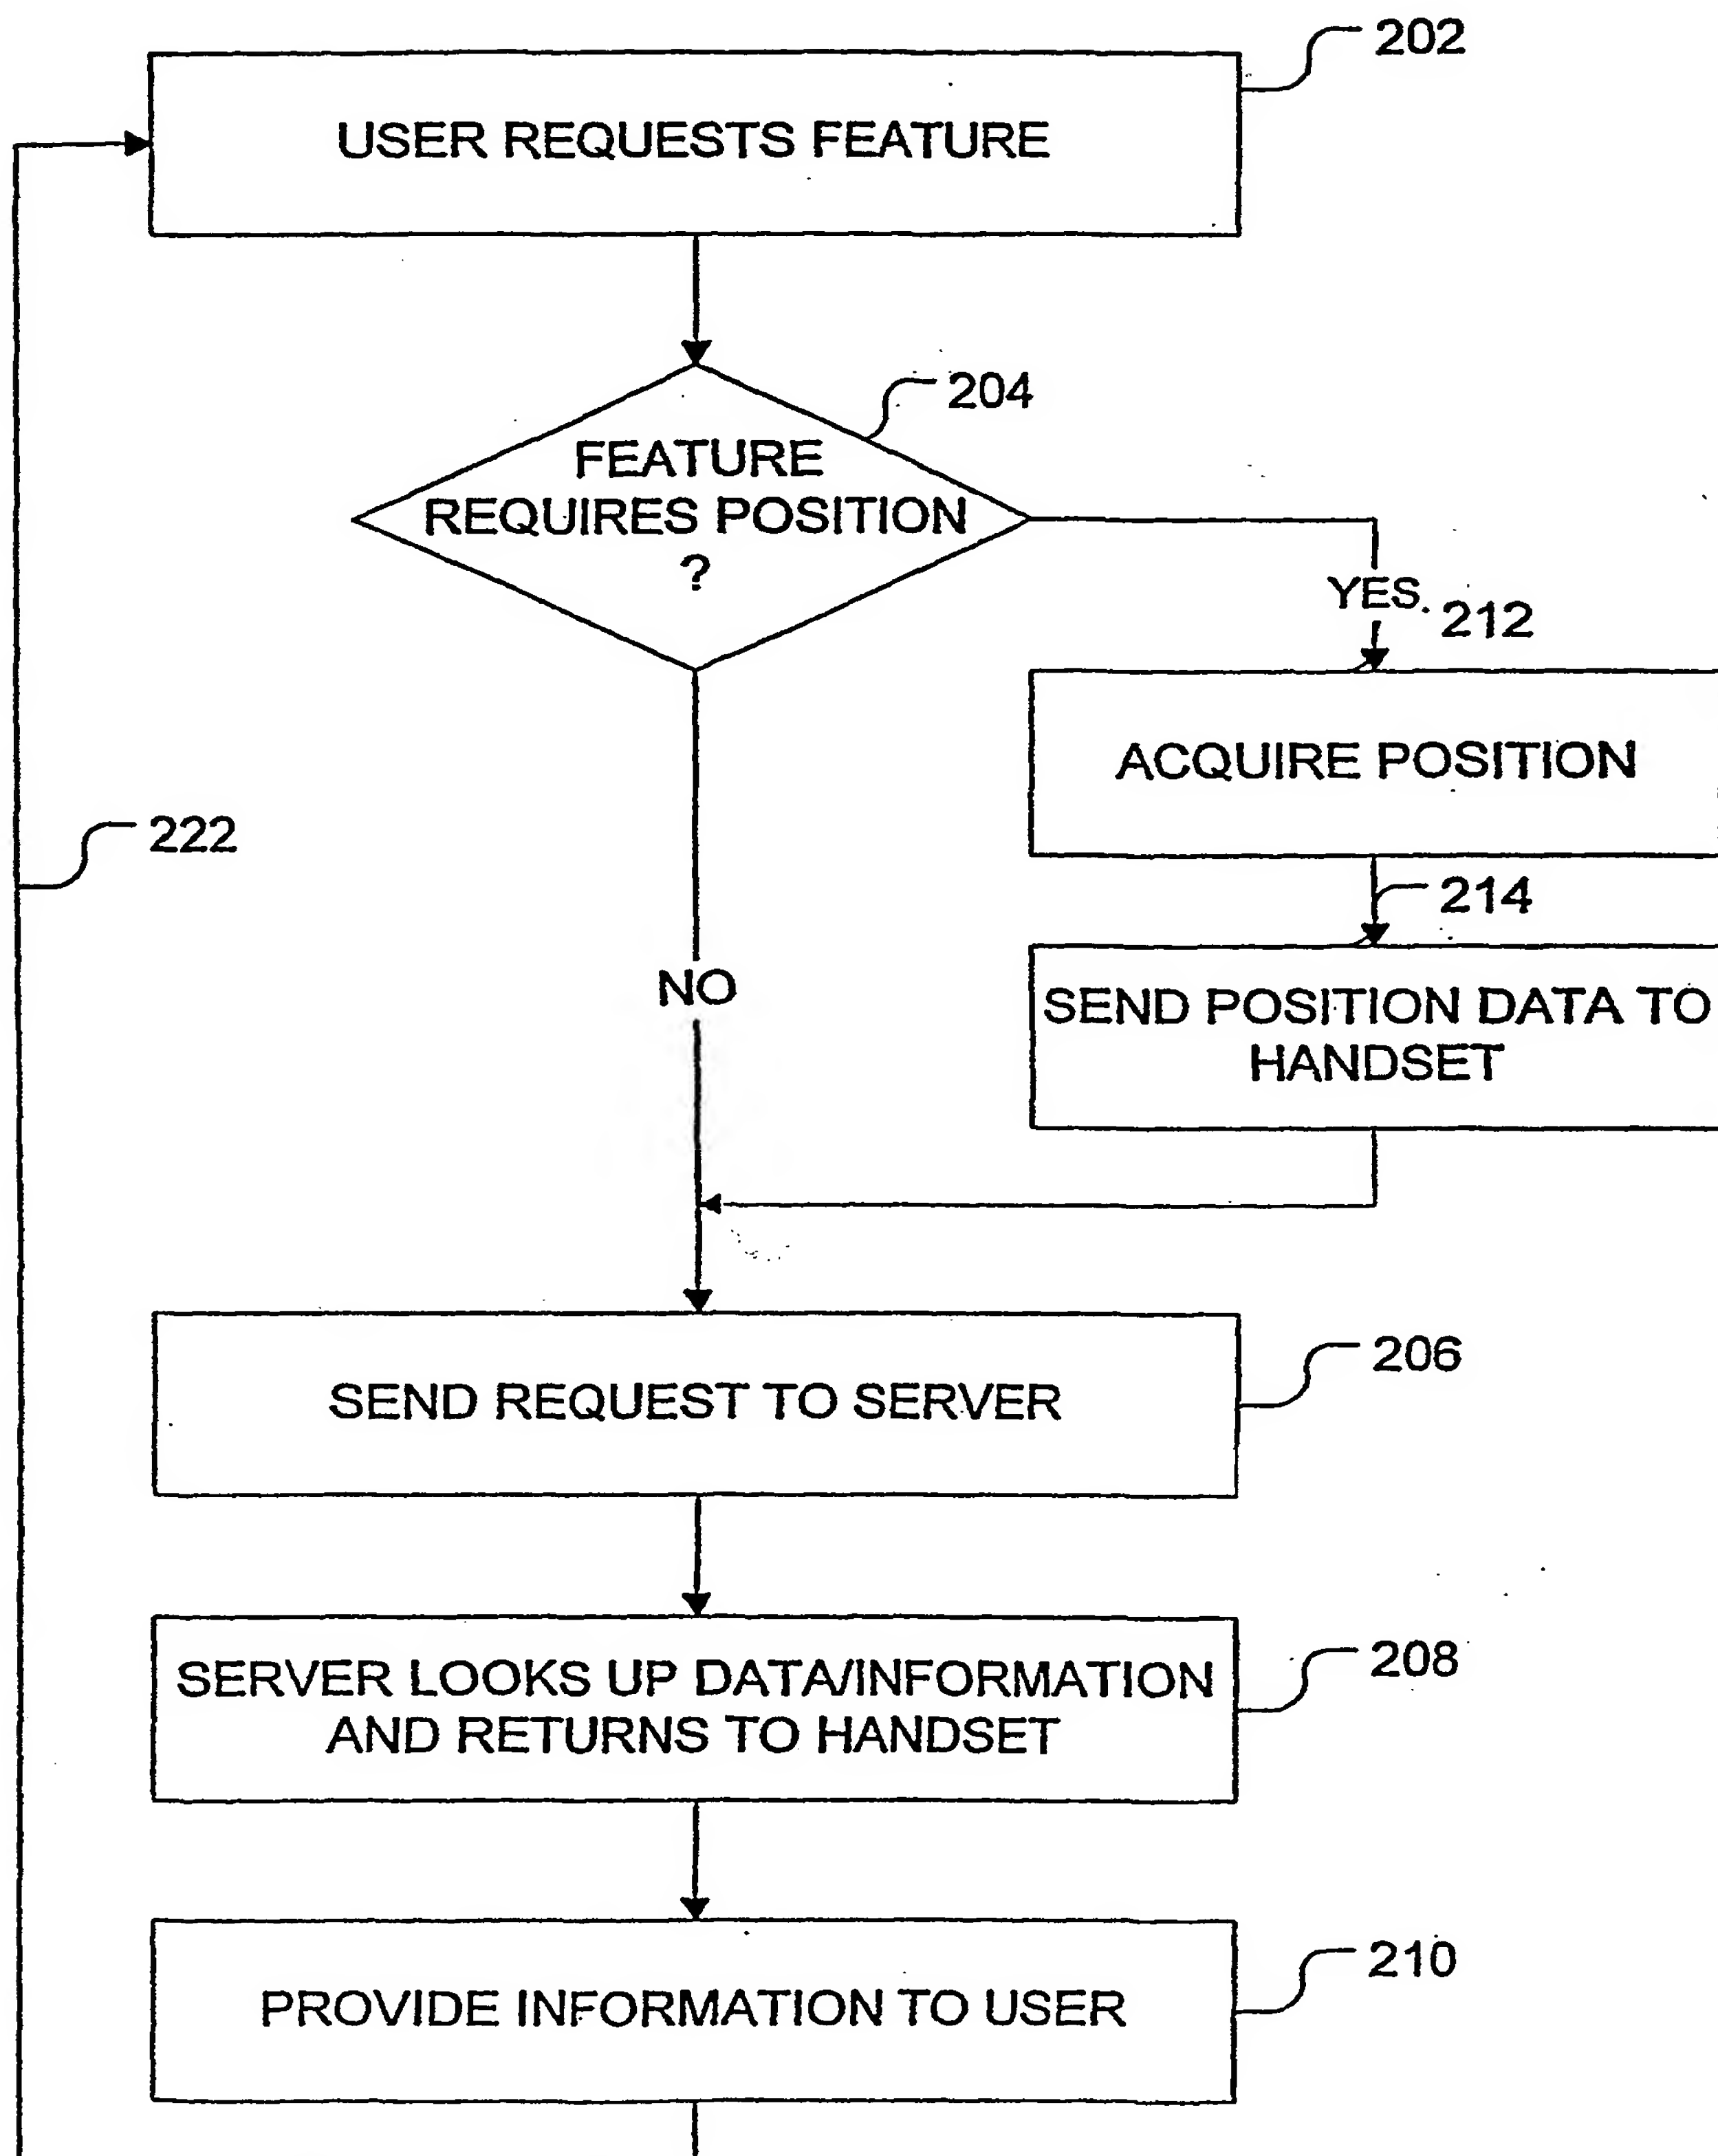 202
USER REQUESTS FEATURE
204
FEATURE
REQUIRES POSITION
?
YES.
212
ACQUIRE POSITION
222
214
NO
SEND POSITION DATA TO
HANDSET
206
SEND REQUEST TO SERVER
208
SERVER LOOKS UP DATA/INFORMATION
AND RETURNS TO HANDSET
210
PROVIDE INFORMATION TO USER